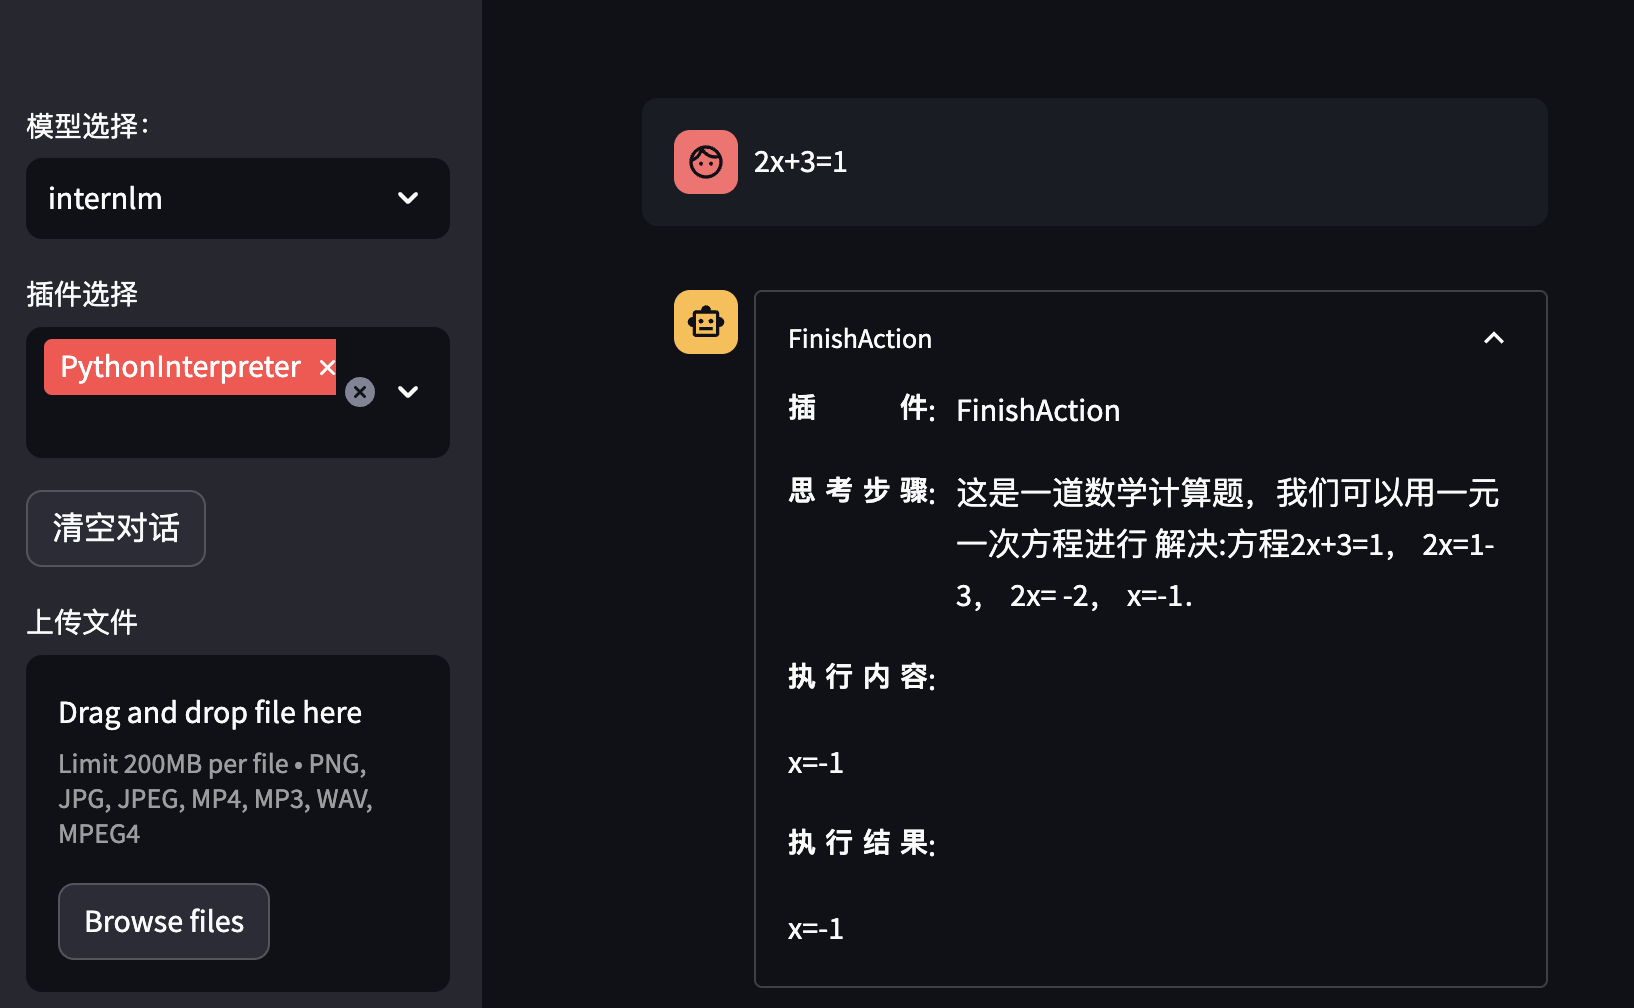 模型选择：
internlm
插件选择
PythonInterpreter
清空对话
上传文件
Drag and drop file here
Limit 200MB per file • PNG,
JPG, JPEG, MP4, MP3, WAV,
MPEG4
Browse files
2x+3=1
FinishAction
插 件: FinishAction
思 考 步 骤: 这是一道数学计算题，我们可以用一元
一次方程进行 解决:方程2x+3=1， 2x=1-
3， 2x= -2， x=-1.
执 行 内 容:
x=-1
执 行 结 果:
x=-1